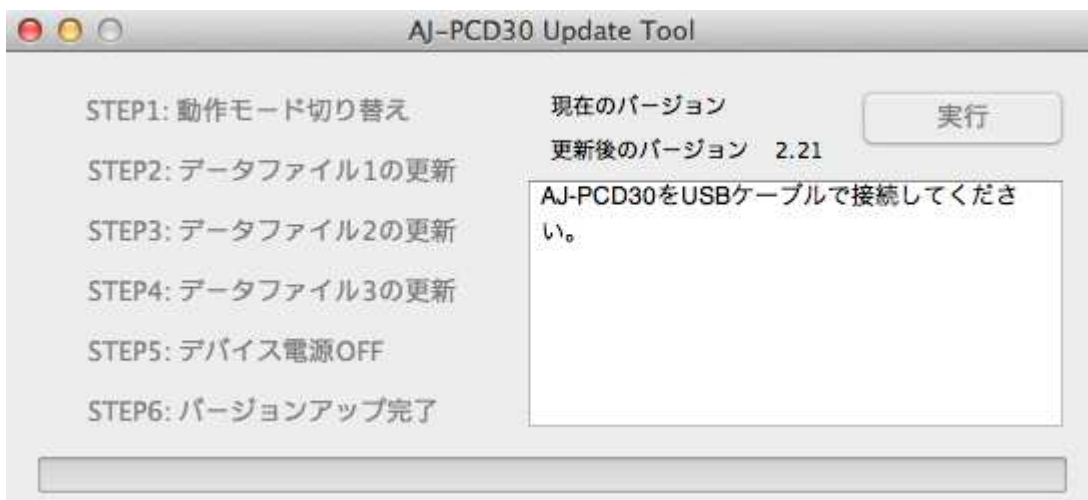 AJ-PCD30 Update Tool
STEP1: 動作モード切り替え
STEP2: データファイル1の更新
STEP3: データファイル2の更新
STEP4: データファイル3の更新
STEP5: デバイス電源OFF
STEP6: バージョンアップ完了
現在のバージョン
実行
更新後のバージョン 2.21
AJ-PCD30をUSBケーブルで接続してくださ
い。